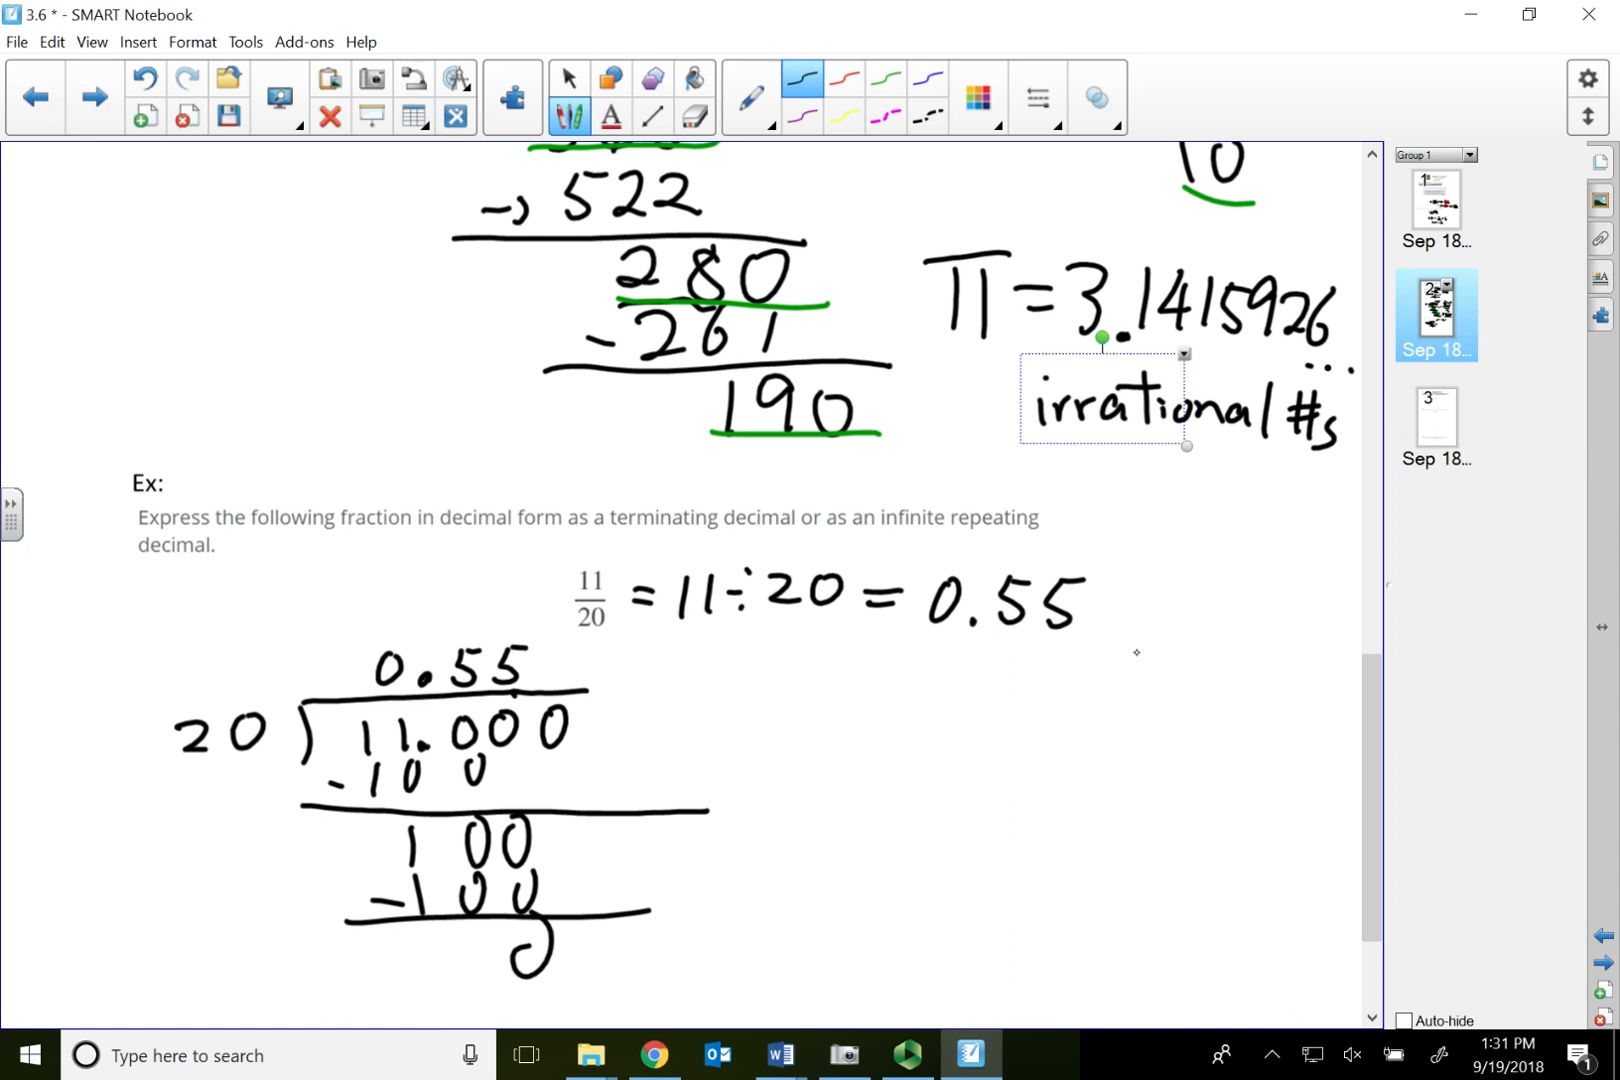 3.6 * - SMART Notebook
File Edit View Insert Format Tools Add-ons Help
Group 1
10
-) 522
280
- 261
190
π = 3.1415926...
irrational #s
1
Sep 18...
2
Sep 18...
3
Sep 18...
Ex:
Express the following fraction in decimal form as a terminating decimal or as an infinite repeating
decimal.
11/20 = 11 ÷ 20 = 0.55
0.55
20 ) 11.000
- 10 0
1 00
- 1 00
0
Auto-hide
Type here to search
1:31 PM
9/19/2018
1